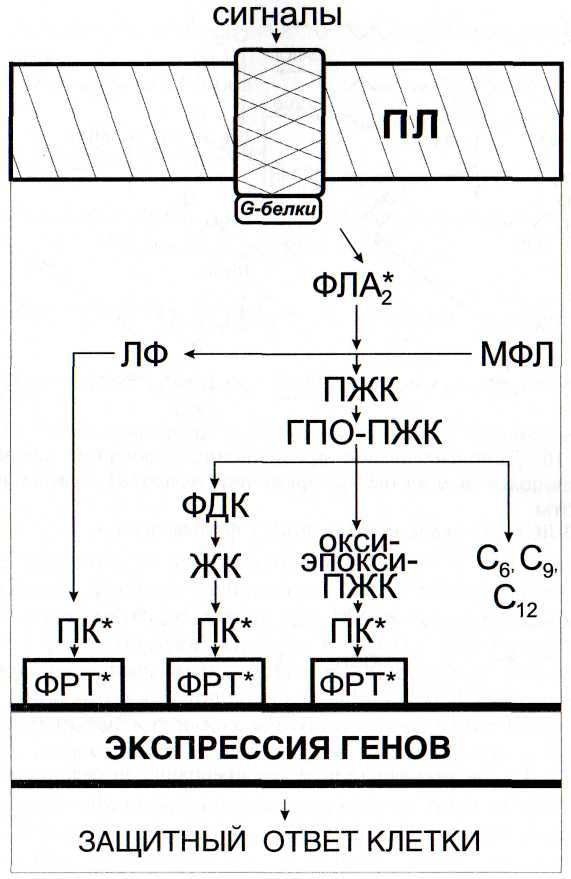 сигналы
ПЛ
G-белки
ФЛА₂*
ЛФ МФЛ
ПЖК
ГПО-ПЖК
ФДК
ЖК
окси-
эпокси-
ПЖК
C₆, C₉,
C₁₂
ПК* ПК* ПК*
ФРТ* ФРТ* ФРТ*
ЭКСПРЕССИЯ ГЕНОВ
ЗАЩИТНЫЙ ОТВЕТ КЛЕТКИ